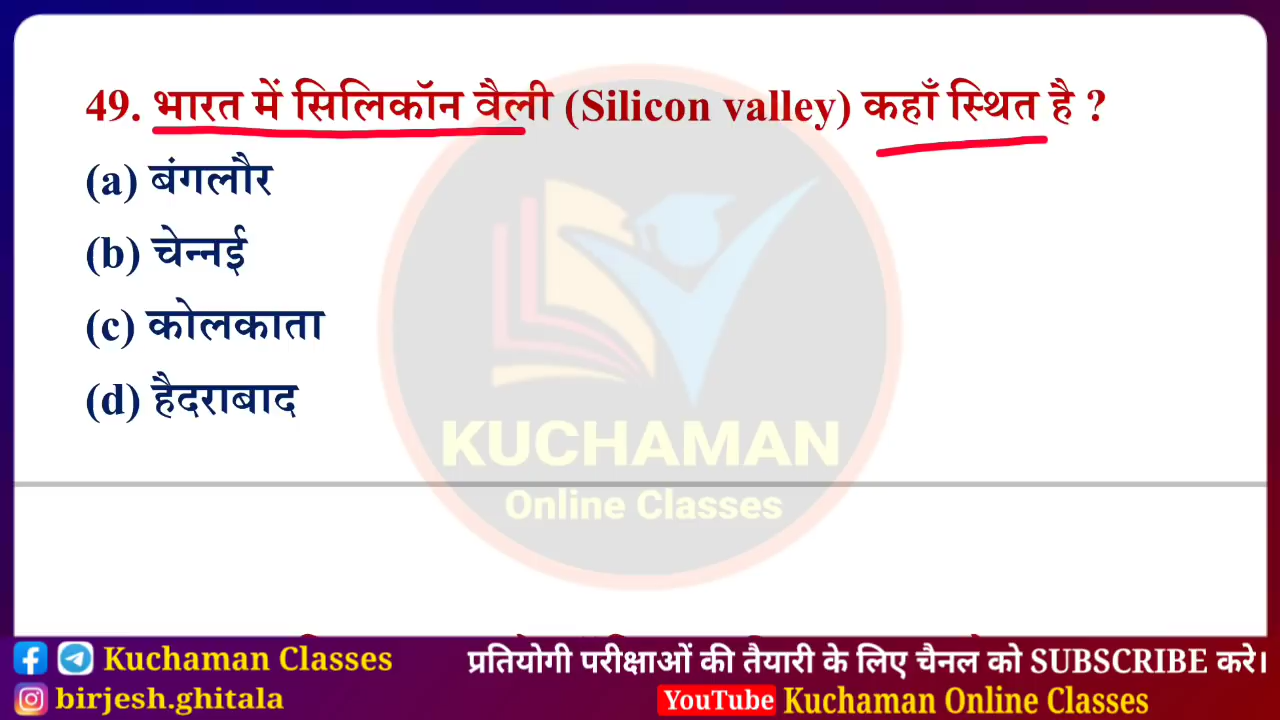 49. भारत में सिलिकॉन वैली (Silicon valley) कहाँ स्थित है ?
(a) बंगलौर
(b) चेन्नई
(c) कोलकाता
(d) हैदराबाद
KUCHAMAN
Online Classes
Kuchaman Classes
प्रतियोगी परीक्षाओं की तैयारी के लिए चैनल को SUBSCRIBE करे।
birjesh.ghitala
YouTube Kuchaman Online Classes